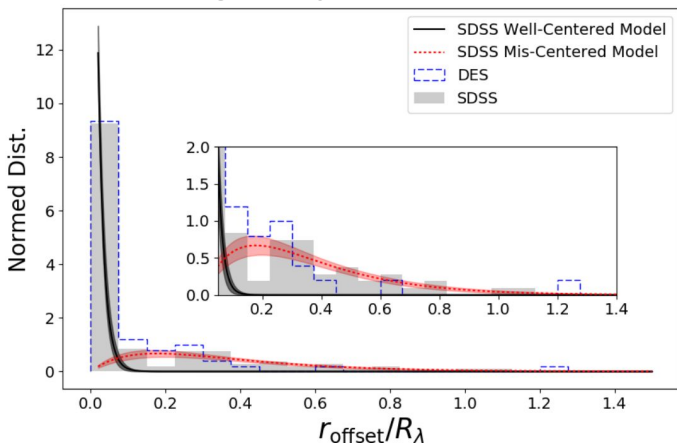 SDSS Well-Centered Model
SDSS Mis-Centered Model
DES
SDSS
Normed Dist.
12
10
8
6
4
2
0
2.0
1.5
1.0
0.5
0.0
0.2 0.4 0.6 0.8 1.0 1.2 1.4
0.0 0.2 0.4 0.6 0.8 1.0 1.2 1.4
r_offset/R_λ